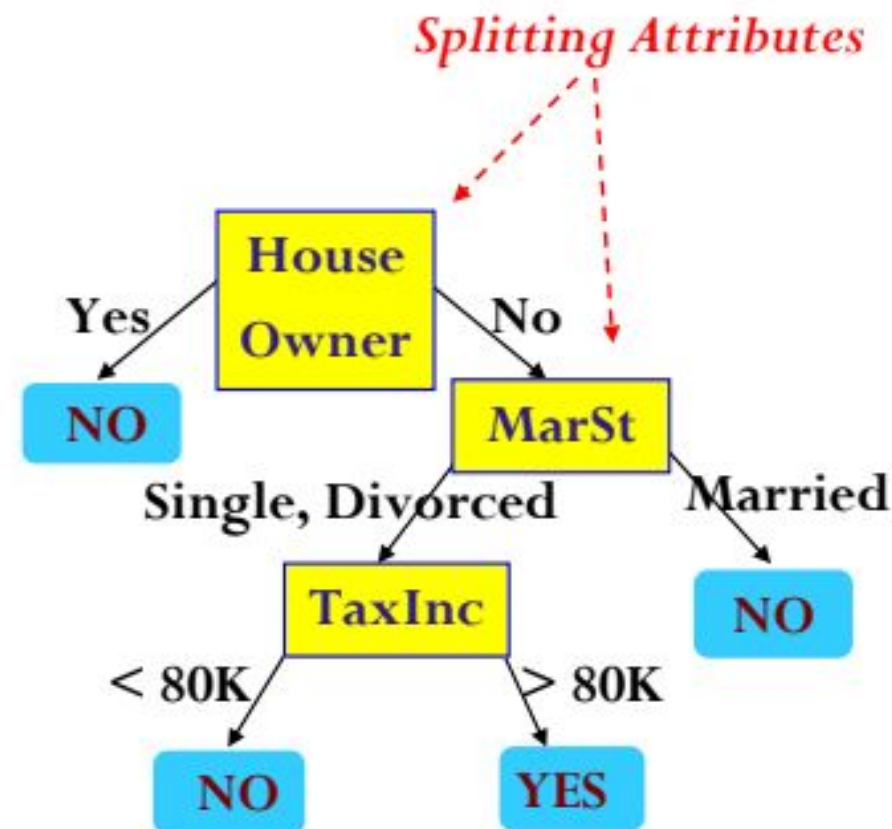 Splitting Attributes
House
Owner
Yes
No
NO
MarSt
Single, Divorced
Married
TaxInc
NO
< 80K
> 80K
NO
YES